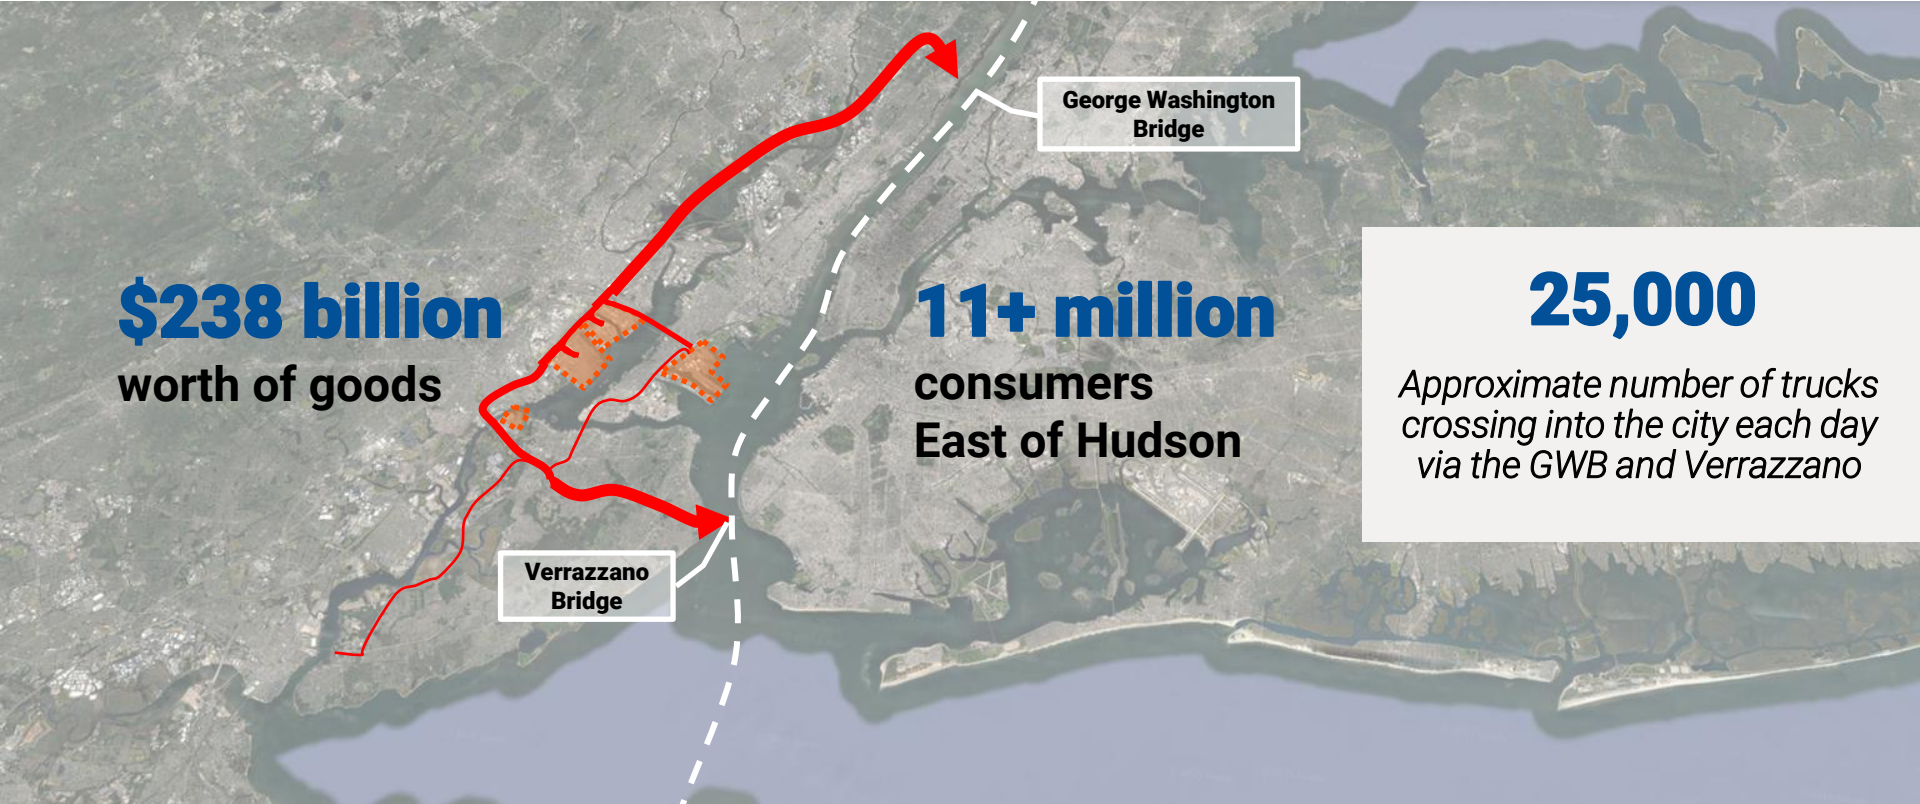 George Washington
Bridge
$238 billion
worth of goods
11+ million
consumers
East of Hudson
25,000
Approximate number of trucks
crossing into the city each day
via the GWB and Verrazzano
Verrazzano
Bridge